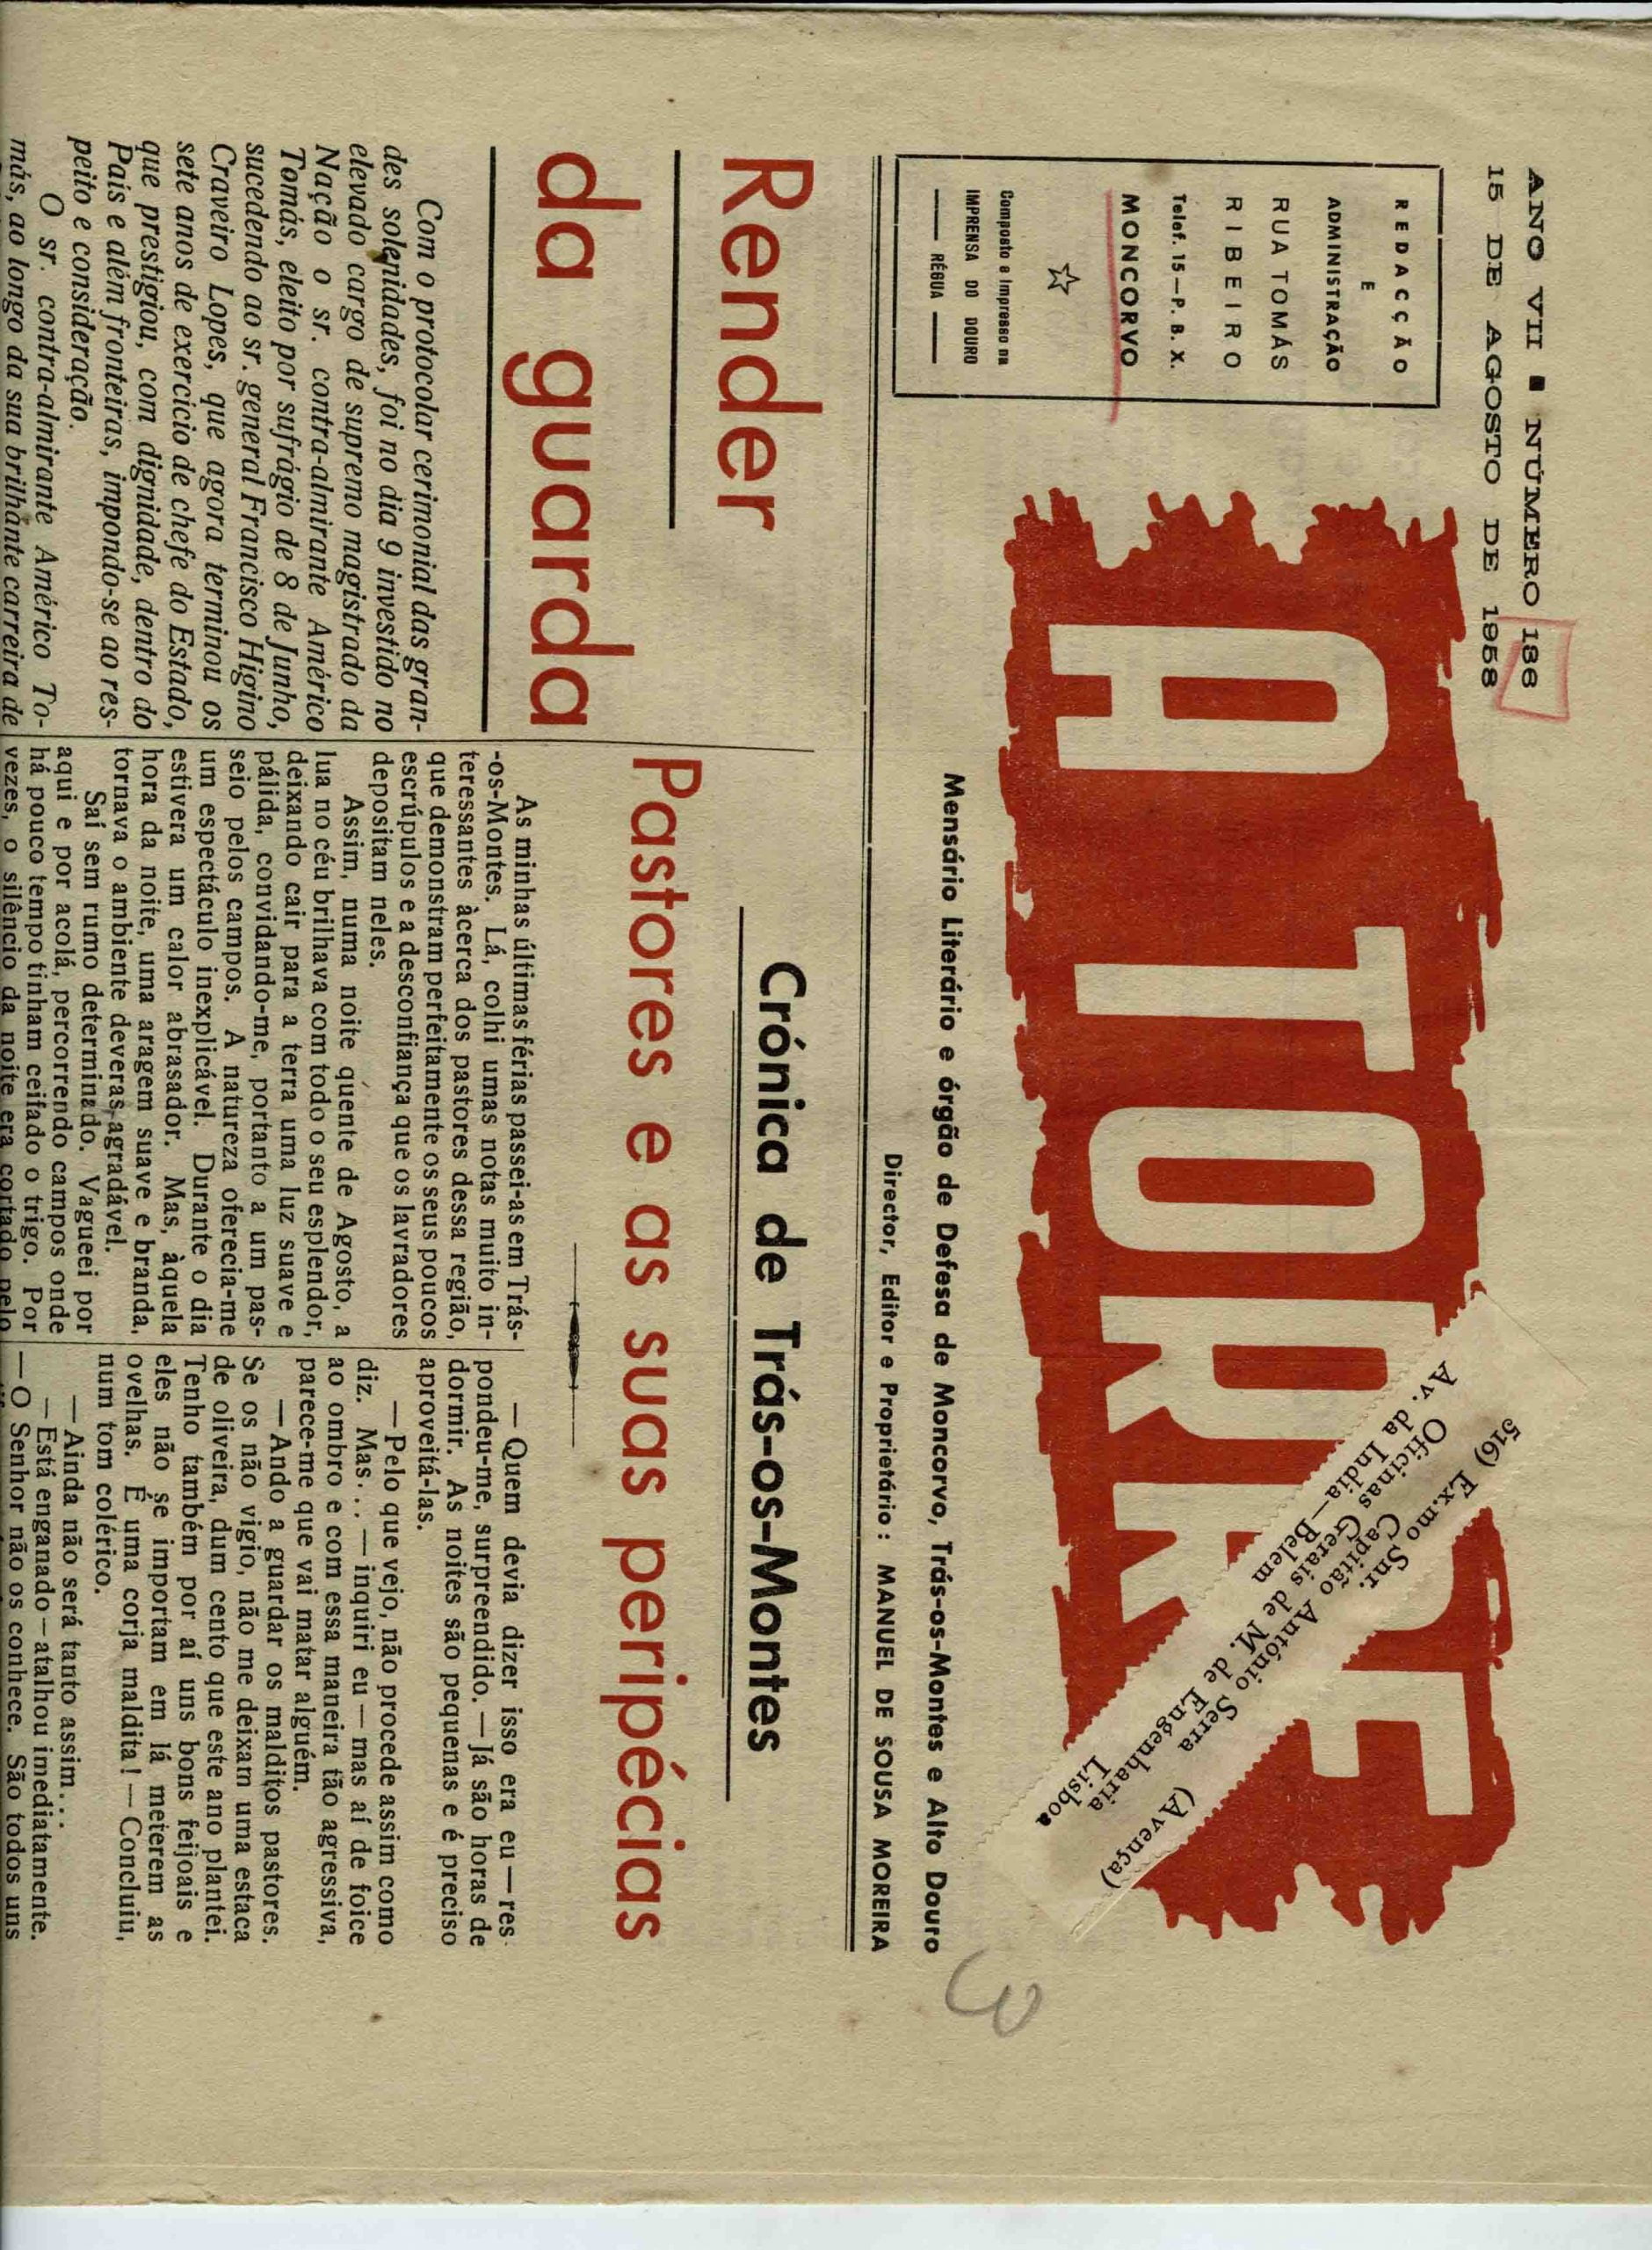 ANO VII ■ NÚMERO 186
15 DE AGOSTO DE 1958
REDACÇÃO
E
ADMINISTRAÇÃO
RUA TOMÁS
RIBEIRO
Telef. 15—P. B. X.
MONCORVO
Composto e Impresso na
IMPRENSA DO DOURO
RÉGUA
A TORRE
516) Ex.mo Snr.
Capitão António Serra (Avença)
Oficinas Gerais de M. de Engenharia
Av. da India—Belem Lisboa
Mensário Literário e órgão de Defesa de Moncorvo, Trás-os-Montes e Alto Douro
Director, Editor e Proprietário: MANUEL DE SOUSA MOREIRA
3
Render
da guarda
Com o protocolar cerimonial das gran-
des solenidades, foi no dia 9 investido no
elevado cargo de supremo magistrado da
Nação o sr. contra-almirante Américo
Tomás, eleito por sufrágio de 8 de Junho,
sucedendo ao sr. general Francisco Higino
Craveiro Lopes, que agora terminou os
sete anos de exercício de chefe do Estado,
que prestigiou, com dignidade, dentro do
País e além fronteiras, impondo-se ao res-
peito e consideração.
O sr. contra-almirante Américo To-
más, ao longo da sua brilhante carreira de
Crónica de Trás-os-Montes
Pastores e as suas peripécias
As minhas últimas férias passei-as em Trás-
-os-Montes. Lá, colhi umas notas muito in-
teressantes àcerca dos pastores dessa região,
que demonstram perfeitamente os seus poucos
escrúpulos e a desconfiança que os lavradores
depositam neles.
Assim, numa noite quente de Agosto, a
lua no céu brilhava com todo o seu esplendor,
deixando cair para a terra uma luz suave e
pálida, convidando-me, portanto a um pas-
seio pelos campos. A natureza oferecia-me
um espectáculo inexplicável. Durante o dia
estivera um calor abrasador. Mas, àquela
hora da noite, uma aragem suave e branda,
tornava o ambiente deveras agradável.
Saí sem rumo determinado. Vagueei por
aqui e por acolá, percorrendo campos onde
há pouco tempo tinham ceifado o trigo. Por
vezes, o silêncio da noite era cortado pelo
— Quem devia dizer isso era eu — res-
pondeu-me, surpreendido. — Já são horas de
dormir. As noites são pequenas e é preciso
aproveitá-las.
— Pelo que vejo, não procede assim como
diz. Mas... — inquiri eu — mas aí de foice
ao ombro e com essa maneira tão agressiva,
parece-me que vai matar alguém.
— Ando a guardar os malditos pastores.
Se os não vigio, não me deixam uma estaca
de oliveira, dum cento que este ano plantei.
Tenho também por aí uns bons feijoais e
eles não se importam em lá meterem as
ovelhas. É uma corja maldita! — Concluiu,
num tom colérico.
— Ainda não será tanto assim...
— Está enganado — atalhou imediatamente.
— O Senhor não os conhece. São todos uns